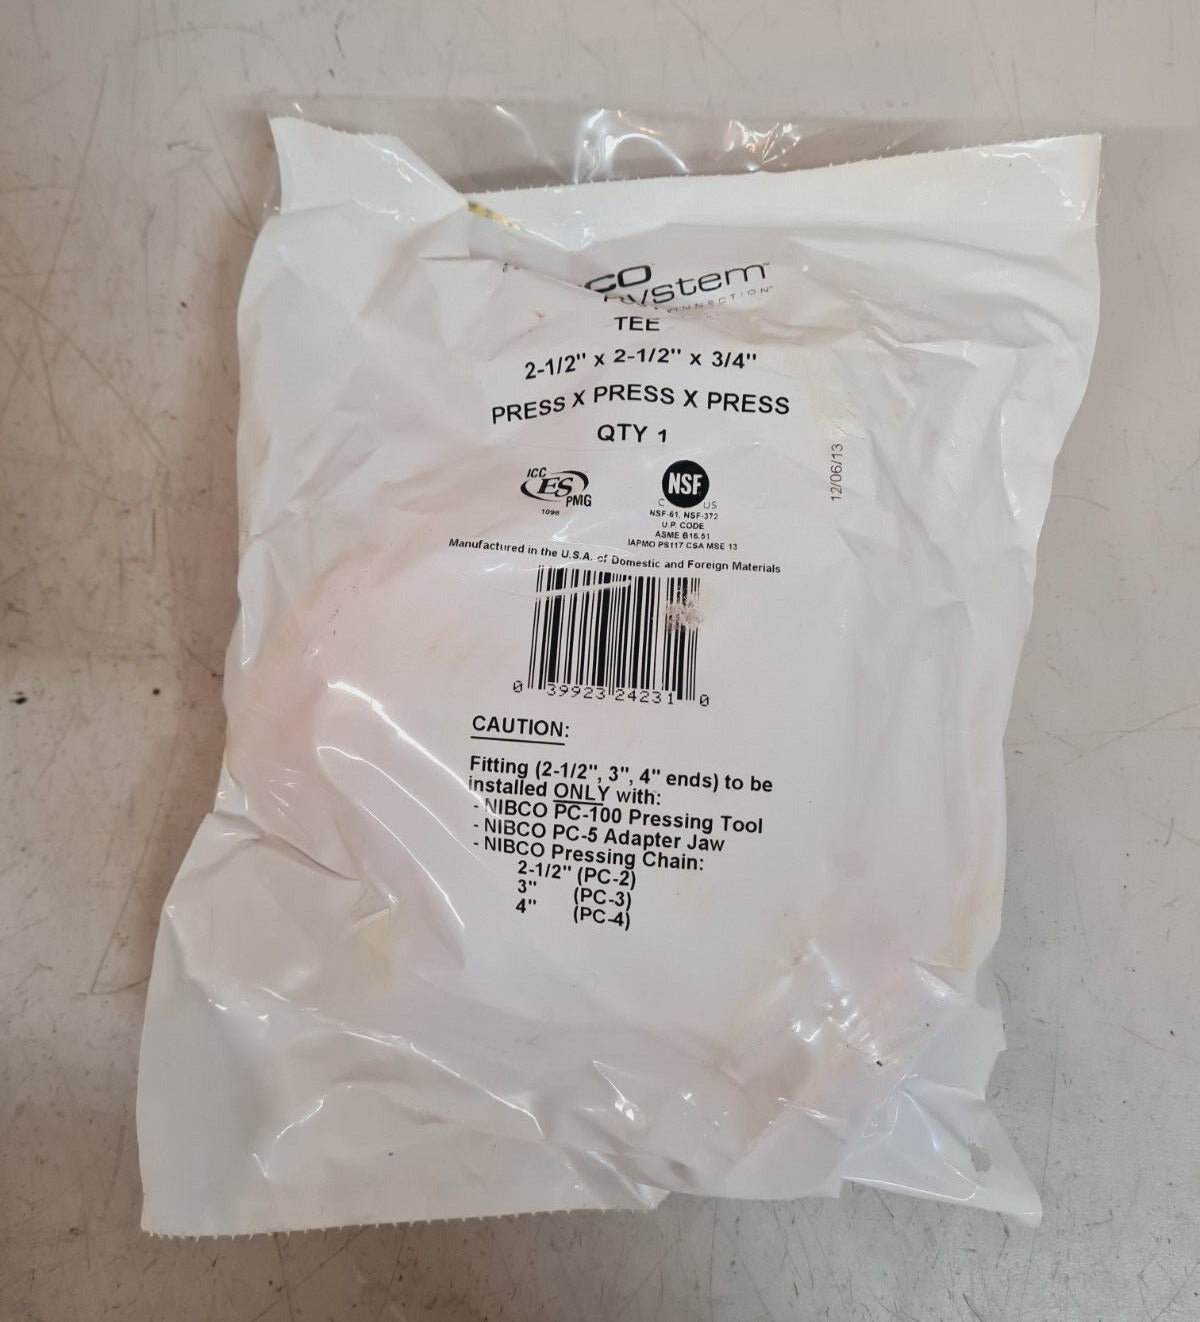 TEE
2-1/2" x 2-1/2" x 3/4"
PRESS X PRESS X PRESS
QTY 1
12/06/13
ICC
ES
PMG
1096
NSF
C US
NSF-61, NSF-372
U.P. CODE
ASME B16.51
IAPMO PS117 CSA MSE 13
Manufactured in the U.S.A. of Domestic and Foreign Materials
0 39923 24231 0
CAUTION:
Fitting (2-1/2", 3", 4" ends) to be
installed ONLY with:
- NIBCO PC-100 Pressing Tool
- NIBCO PC-5 Adapter Jaw
- NIBCO Pressing Chain:
2-1/2" (PC-2)
3" (PC-3)
4" (PC-4)